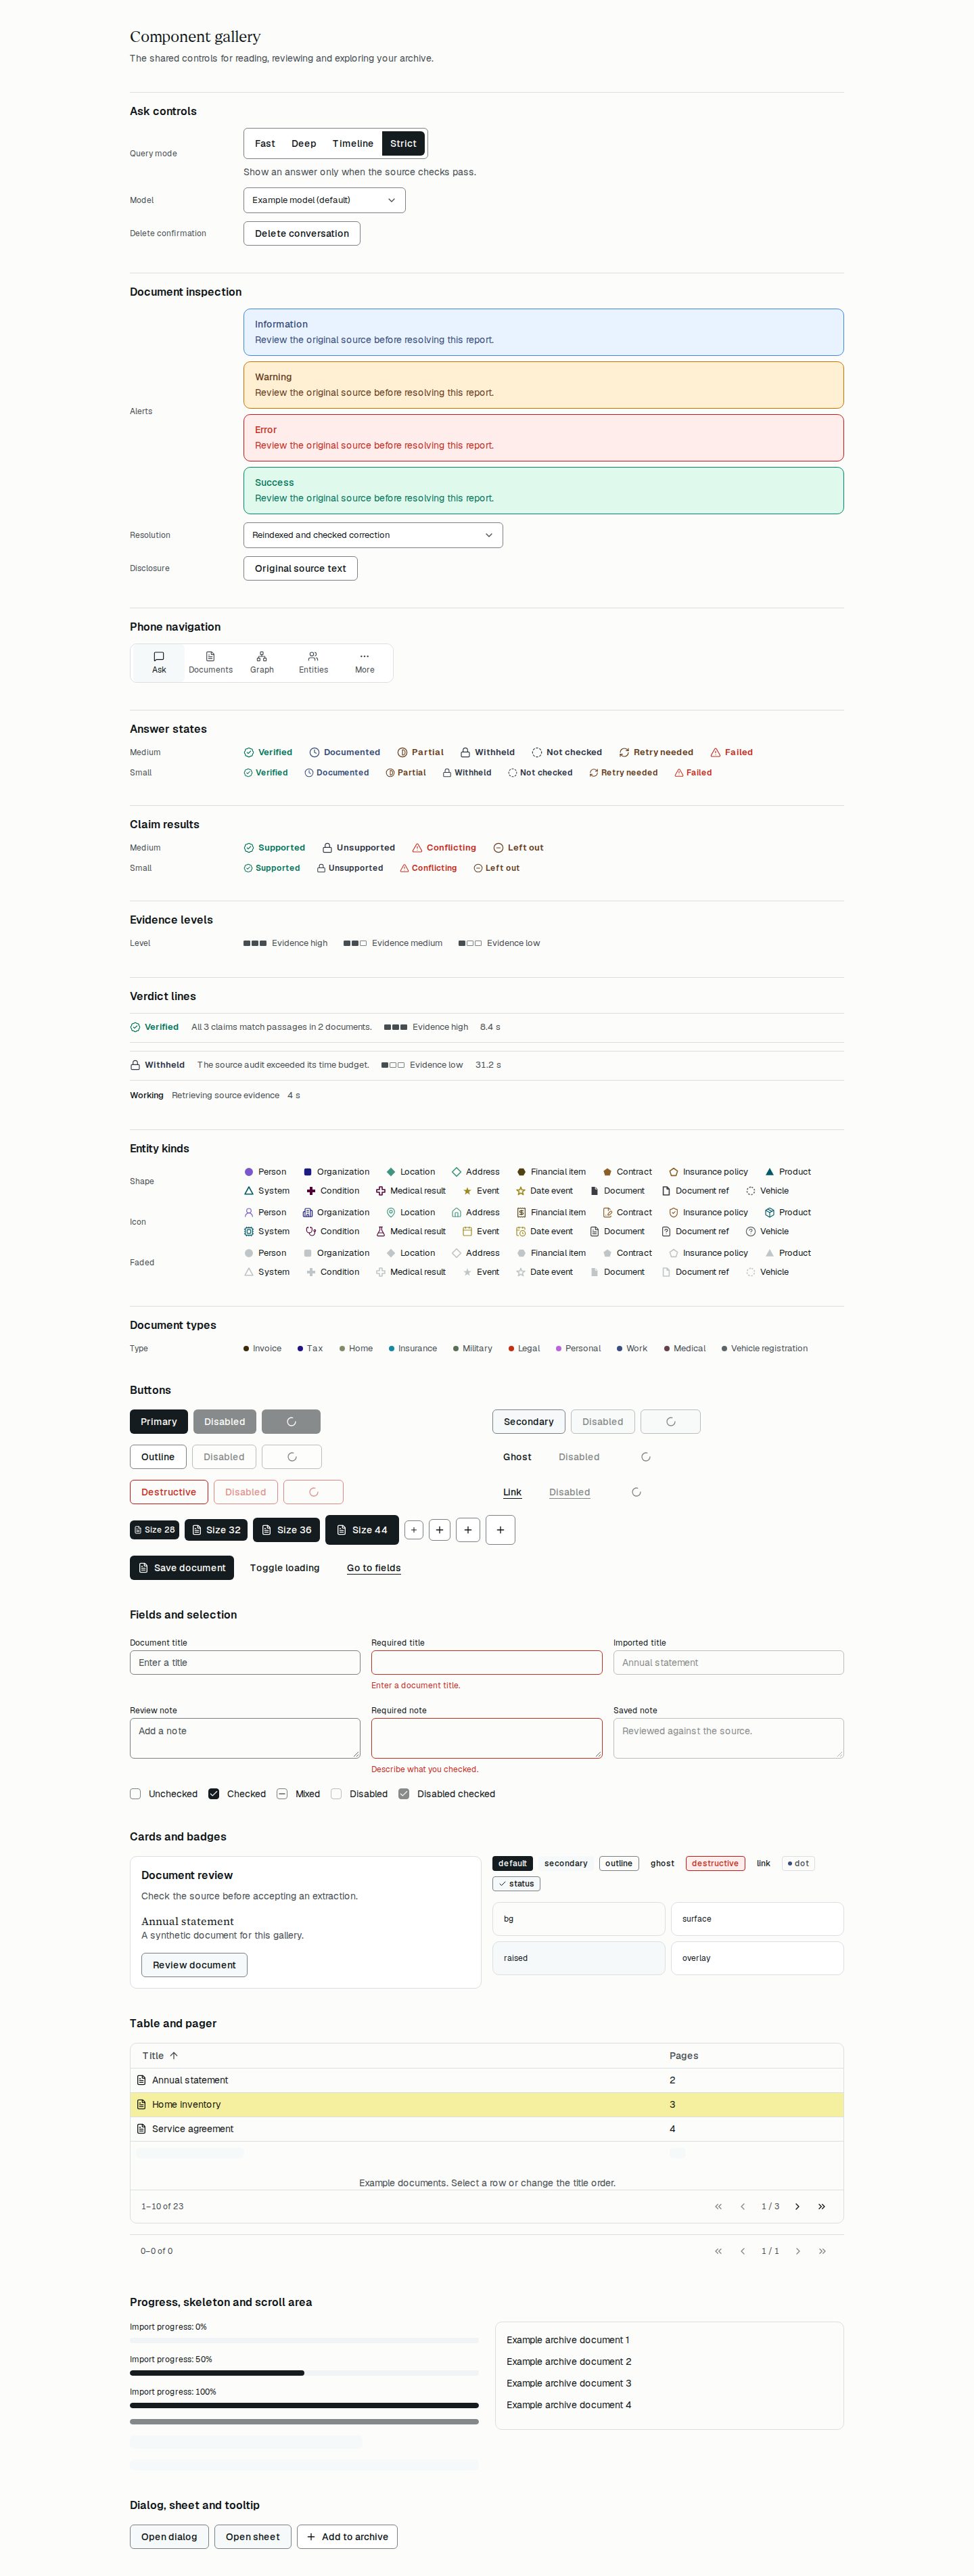 Component gallery
The shared controls for reading, reviewing and exploring your archive.
Ask controls
Query mode
Fast Deep Timeline Strict
Show an answer only when the source checks pass.
Model
Example model (default)
Delete confirmation
Delete conversation
Document inspection
Alerts
Information
Review the original source before resolving this report.
Warning
Review the original source before resolving this report.
Error
Review the original source before resolving this report.
Success
Review the original source before resolving this report.
Resolution
Reindexed and checked correction
Disclosure
Original source text
Phone navigation
Ask Documents Graph Entities More
Answer states
Medium Verified Documented Partial Withheld Not checked Retry needed Failed
Small Verified Documented Partial Withheld Not checked Retry needed Failed
Claim results
Medium Supported Unsupported Conflicting Left out
Small Supported Unsupported Conflicting Left out
Evidence levels
Level Evidence high Evidence medium Evidence low
Verdict lines
Verified All 3 claims match passages in 2 documents. Evidence high 8.4 s
Withheld The source audit exceeded its time budget. Evidence low 31.2 s
Working Retrieving source evidence 4 s
Entity kinds
Shape
Person Organization Location Address Financial item Contract Insurance policy Product
System Condition Medical result Event Date event Document Document ref Vehicle
Icon
Person Organization Location Address Financial item Contract Insurance policy Product
System Condition Medical result Event Date event Document Document ref Vehicle
Faded
Person Organization Location Address Financial item Contract Insurance policy Product
System Condition Medical result Event Date event Document Document ref Vehicle
Document types
Type Invoice Tax Home Insurance Military Legal Personal Work Medical Vehicle registration
Buttons
Primary Disabled Secondary Disabled
Outline Disabled Ghost Disabled
Destructive Disabled Link Disabled
Size 28 Size 32 Size 36 Size 44
Save document Toggle loading Go to fields
Fields and selection
Document title Required title Imported title
Enter a title Annual statement
Enter a document title.
Review note Required note Saved note
Add a note Reviewed against the source.
Describe what you checked.
Unchecked Checked Mixed Disabled Disabled checked
Cards and badges
Document review
Check the source before accepting an extraction.
Annual statement
A synthetic document for this gallery.
Review document
default secondary outline ghost destructive link dot
status
bg surface
raised overlay
Table and pager
Title Pages
Annual statement 2
Home inventory 3
Service agreement 4
Example documents. Select a row or change the title order.
1–10 of 23 1 / 3
0–0 of 0 1 / 1
Progress, skeleton and scroll area
Import progress: 0%
Import progress: 50%
Import progress: 100%
Example archive document 1
Example archive document 2
Example archive document 3
Example archive document 4
Dialog, sheet and tooltip
Open dialog Open sheet Add to archive